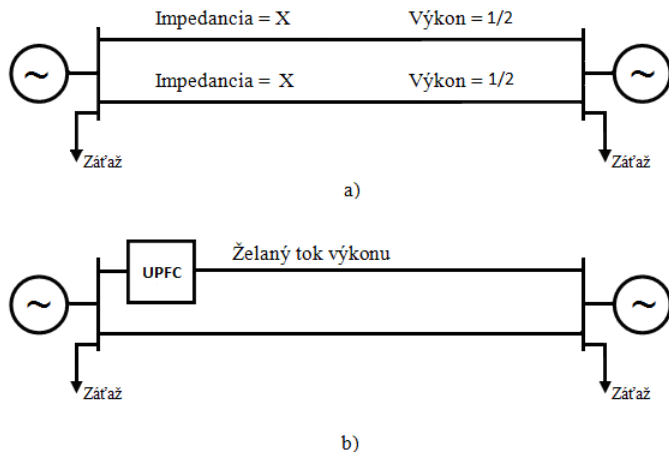 Impedancia = X Výkon = 1/2
~ ~
Impedancia = X Výkon = 1/2
Záťaž Záťaž
a)
Želaný tok výkonu
UPFC
~ ~
Záťaž Záťaž
b)